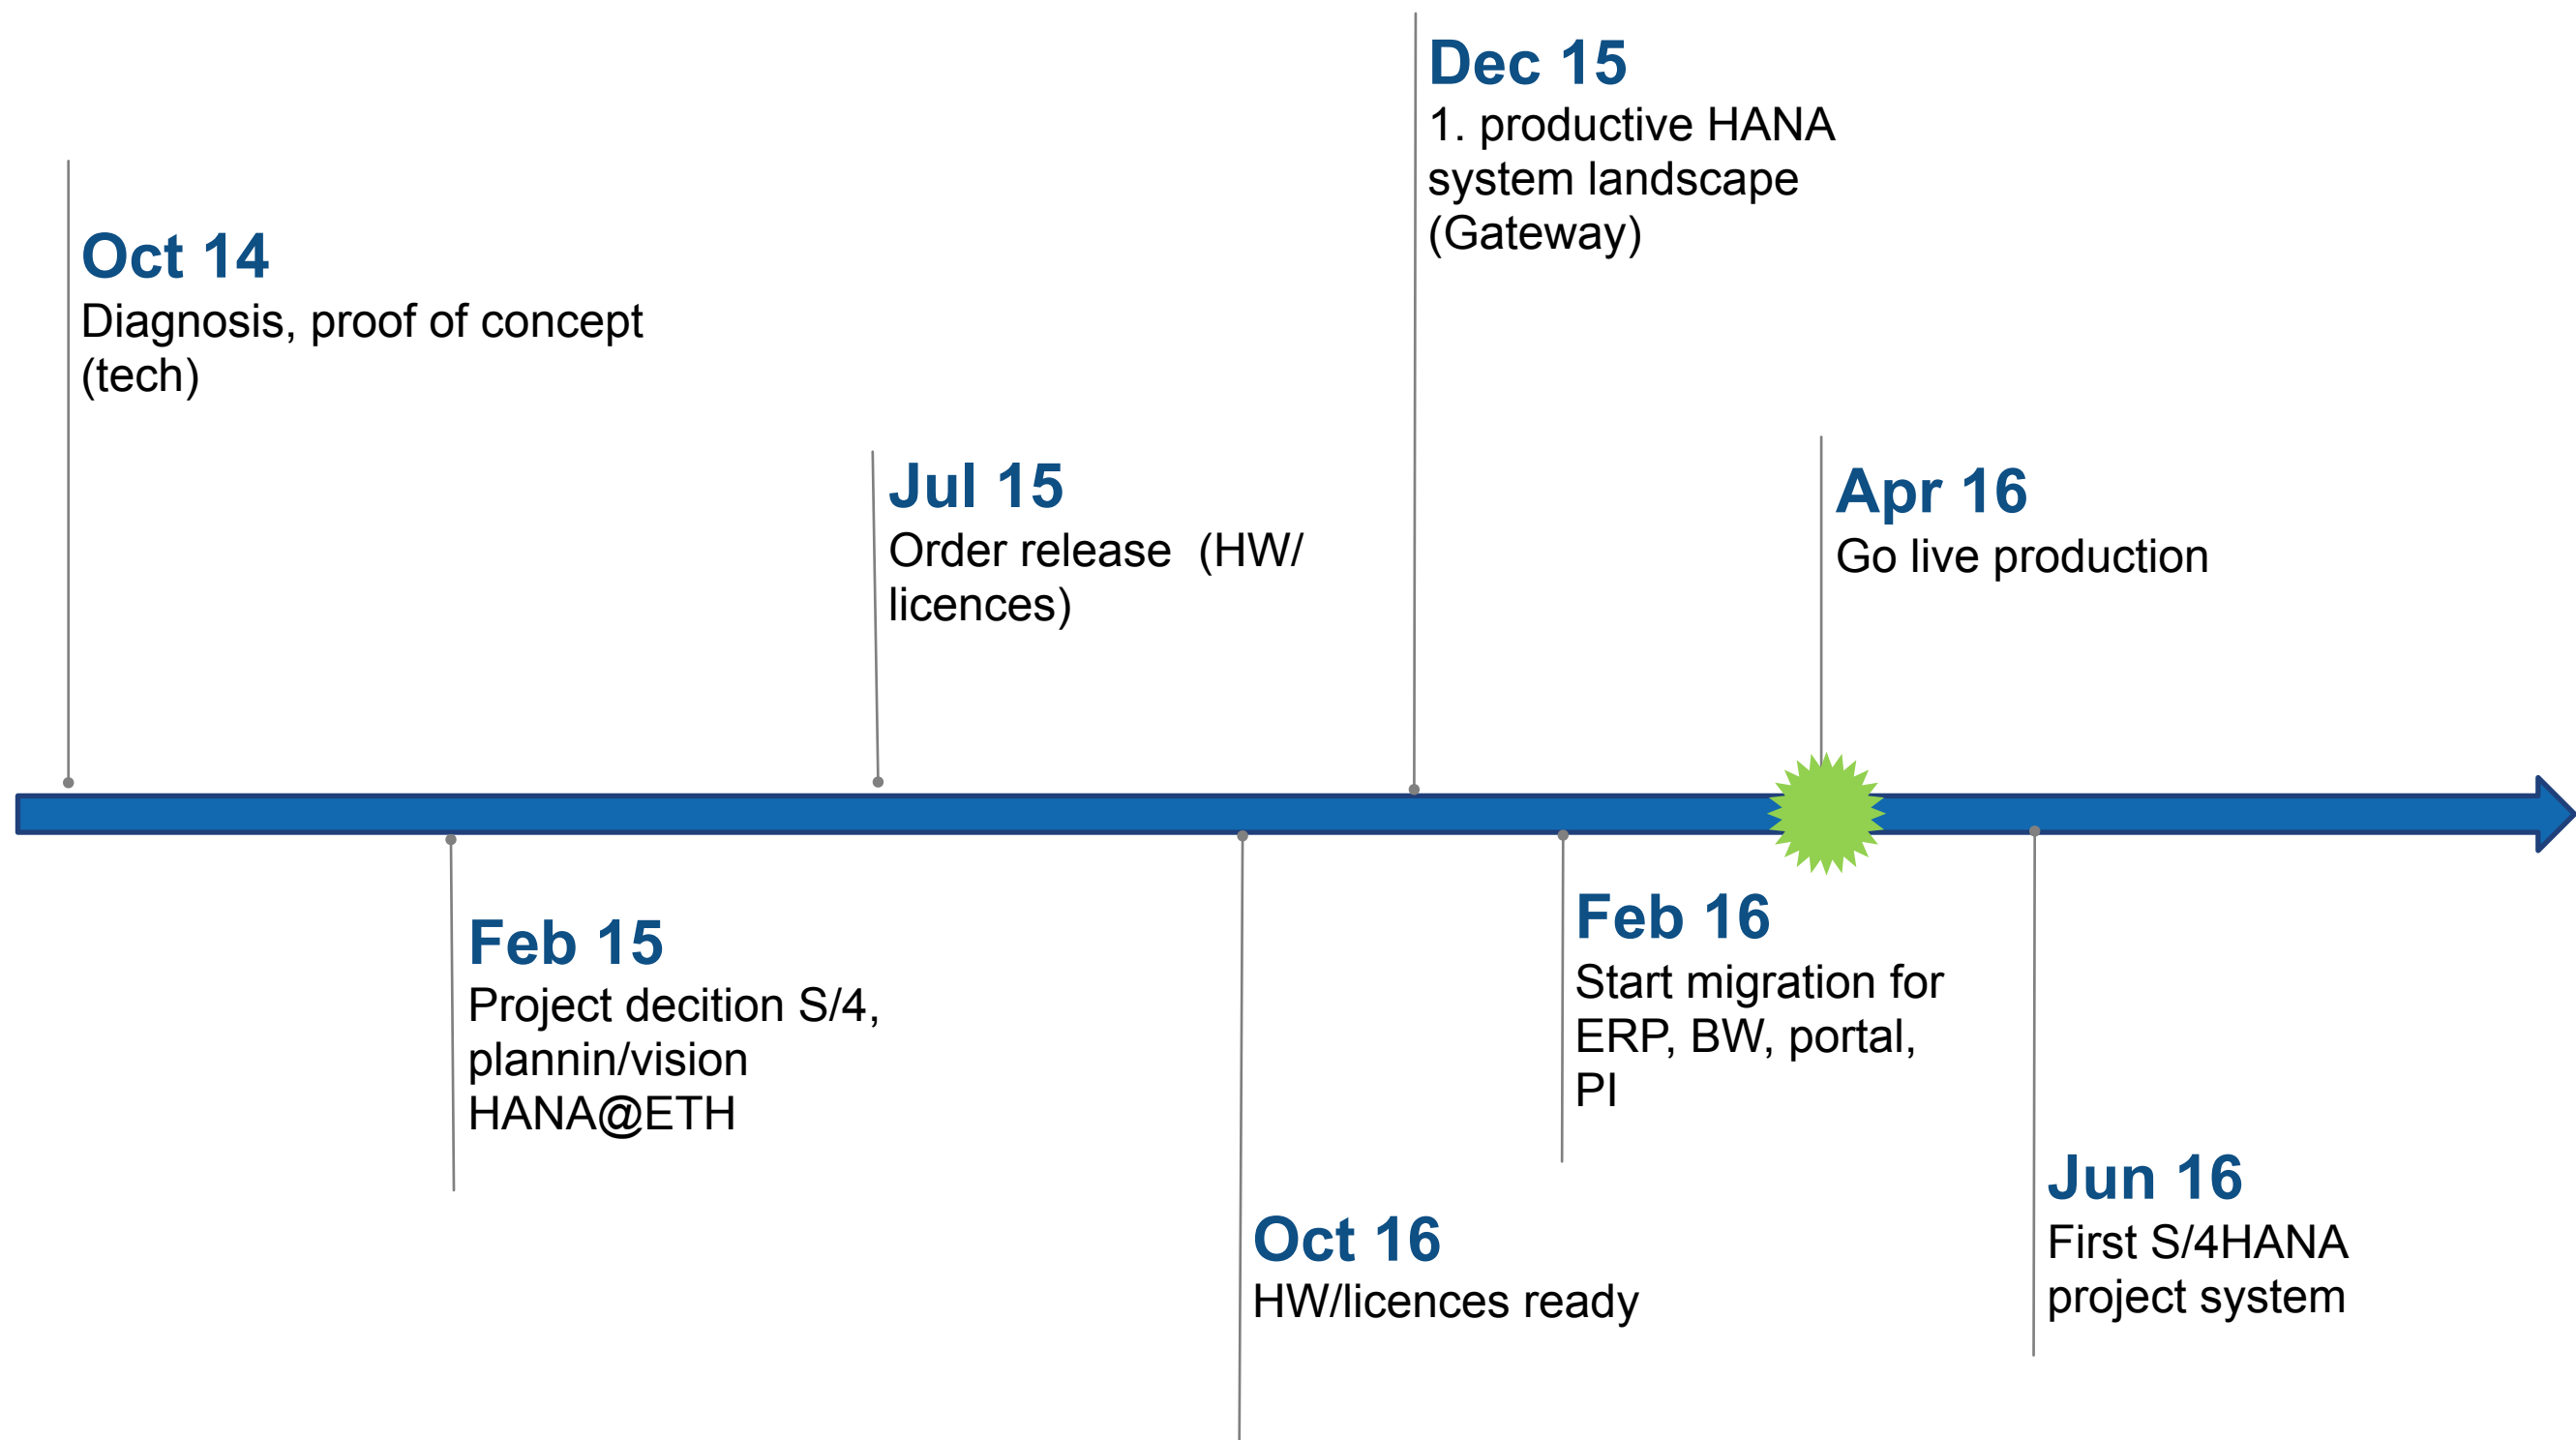 Oct 14
Diagnosis, proof of concept
(tech)
Feb 15
Project decition S/4,
plannin/vision
HANA@ETH
Jul 15
Order release  (HW/
licences)
Oct 16
HW/licences ready
Dec 15
1. productive HANA
system landscape
(Gateway)
Feb 16
Start migration for
ERP, BW, portal,
PI
Apr 16
Go live production
Jun 16
First S/4HANA
project system